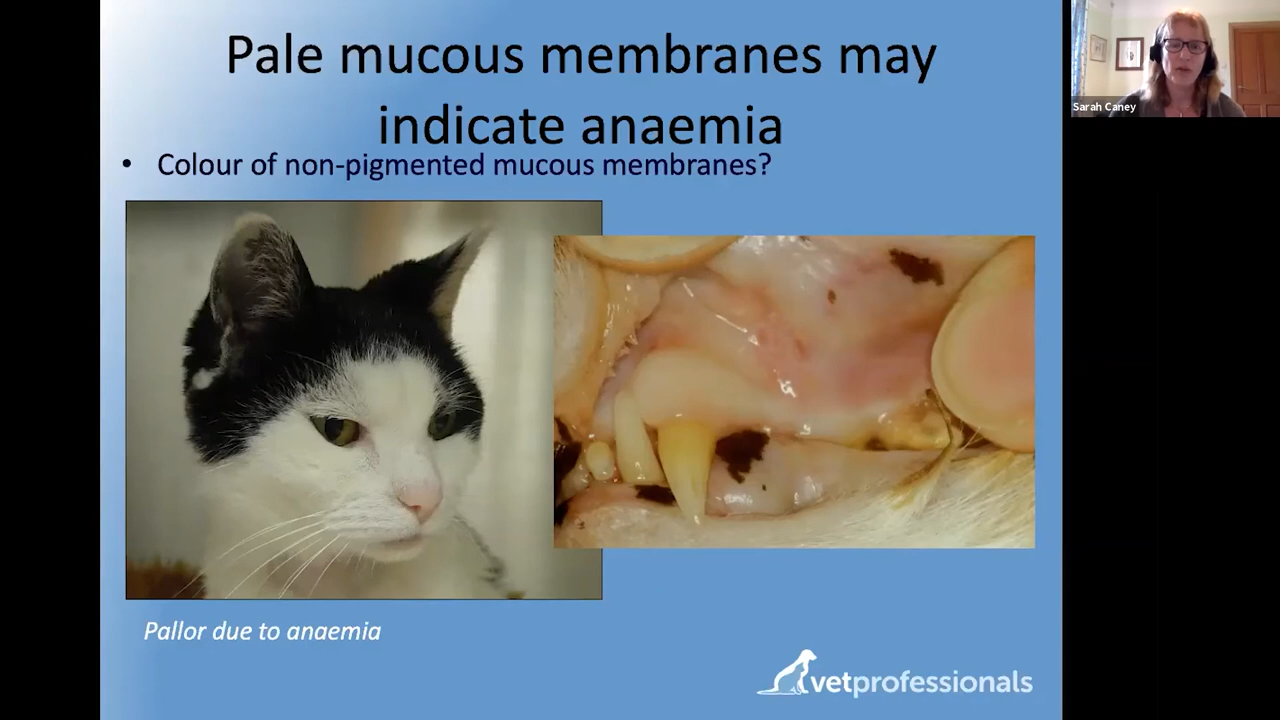 Pale mucous membranes may
indicate anaemia
• Colour of non-pigmented mucous membranes?
Sarah Caney
Pallor due to anaemia
vetprofessionals